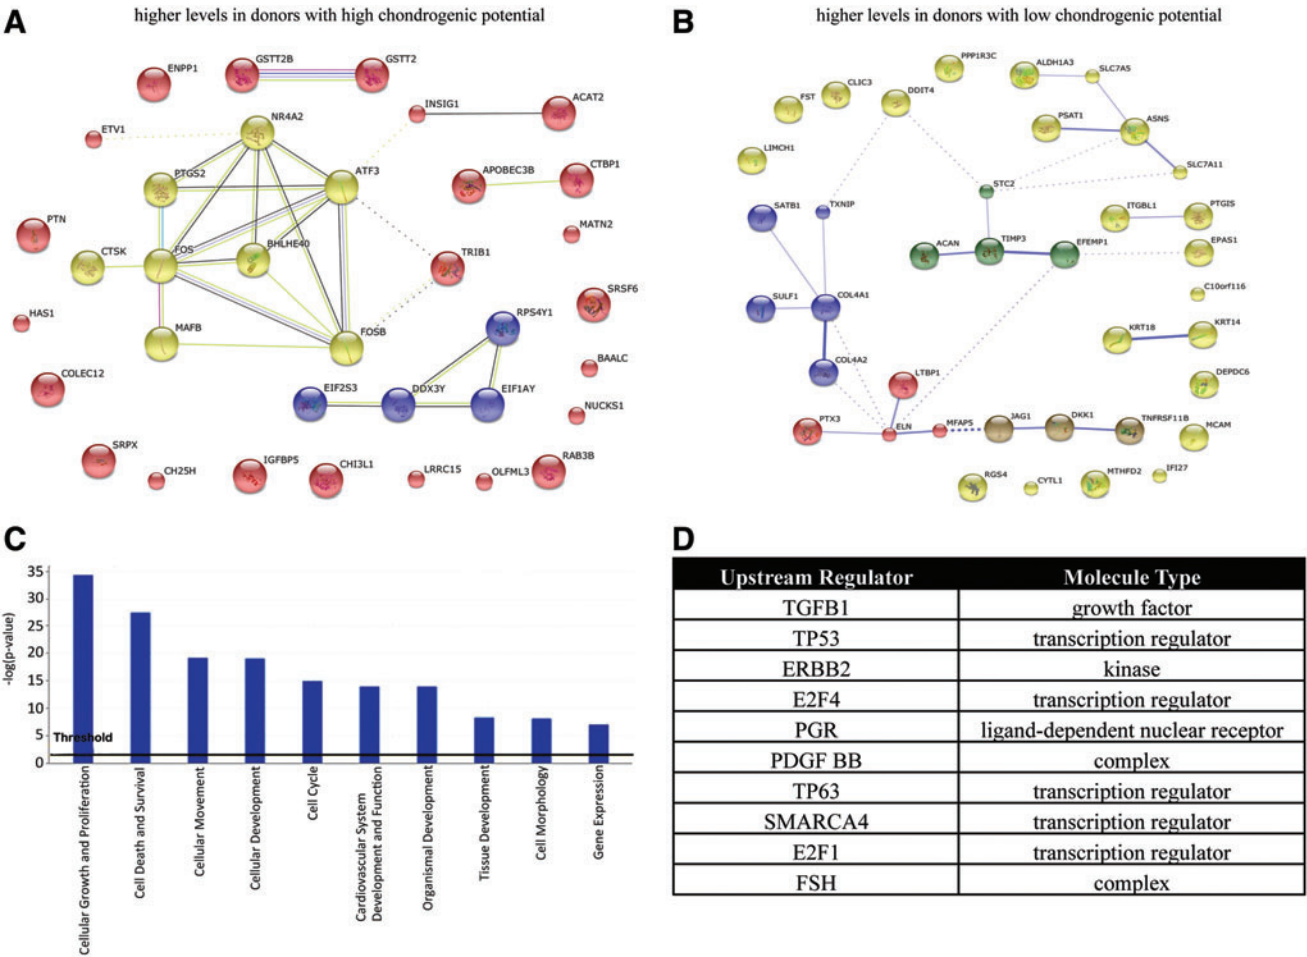 A
higher levels in donors with high chondrogenic potential
ENPP1
GSTT2B
GSTT2
ETV1
NR4A2
INSIG1
ACAT2
PTGS2
ATF3
APOBEC3B
CTBP1
PTN
MATN2
CTSK
FOS
BHLHE40
TRIB1
SRSF6
HAS1
MAFB
FOSB
RPS4Y1
BAALC
COLEC12
EIF2S3
DDX3Y
EIF1AY
NUCKS1
SRPX
CH25H
IGFBP5
CHI3L1
LRRC15
OLFML3
RAB3B
B
higher levels in donors with low chondrogenic potential
PPP1R3C
ALDH1A3
SLC7A5
FST
CLIC3
DDIT4
PSAT1
ASNS
LIMCH1
SLC7A11
STC2
SATB1
TXNIP
ITGBL1
PTGIS
ACAN
TIMP3
EFEMP1
EPAS1
C10orf116
SULF1
COL4A1
KRT18
KRT14
COL4A2
LTBP1
DEPDC6
PTX3
ELN
MFAP5
JAG1
DKK1
TNFRSF11B
MCAM
RGS4
CYTL1
MTHFD2
IFI27
C
-log(p-value)
35
30
25
20
15
10
5
0
Threshold
Cellular Growth and Proliferation
Cell Death and Survival
Cellular Movement
Cellular Development
Cell Cycle
Cardiovascular System
Development and Function
Organismal Development
Tissue Development
Cell Morphology
Gene Expression
D
Upstream Regulator Molecule Type
TGFB1 growth factor
TP53 transcription regulator
ERBB2 kinase
E2F4 transcription regulator
PGR ligand-dependent nuclear receptor
PDGF BB complex
TP63 transcription regulator
SMARCA4 transcription regulator
E2F1 transcription regulator
FSH complex